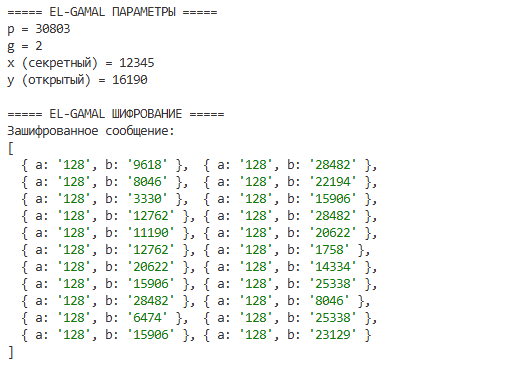 ===== EL-GAMAL ПАРАМЕТРЫ =====
p = 30803
g = 2
x (секретный) = 12345
y (открытый) = 16190

===== EL-GAMAL ШИФРОВАНИЕ =====
Зашифрованное сообщение:
[
  { a: '128', b: '9618' },  { a: '128', b: '28482' },
  { a: '128', b: '8046' },  { a: '128', b: '22194' },
  { a: '128', b: '3330' },  { a: '128', b: '15906' },
  { a: '128', b: '12762' }, { a: '128', b: '28482' },
  { a: '128', b: '11190' }, { a: '128', b: '20622' },
  { a: '128', b: '12762' }, { a: '128', b: '1758' },
  { a: '128', b: '20622' }, { a: '128', b: '14334' },
  { a: '128', b: '15906' }, { a: '128', b: '25338' },
  { a: '128', b: '28482' }, { a: '128', b: '8046' },
  { a: '128', b: '6474' },  { a: '128', b: '25338' },
  { a: '128', b: '15906' }, { a: '128', b: '23129' }
]